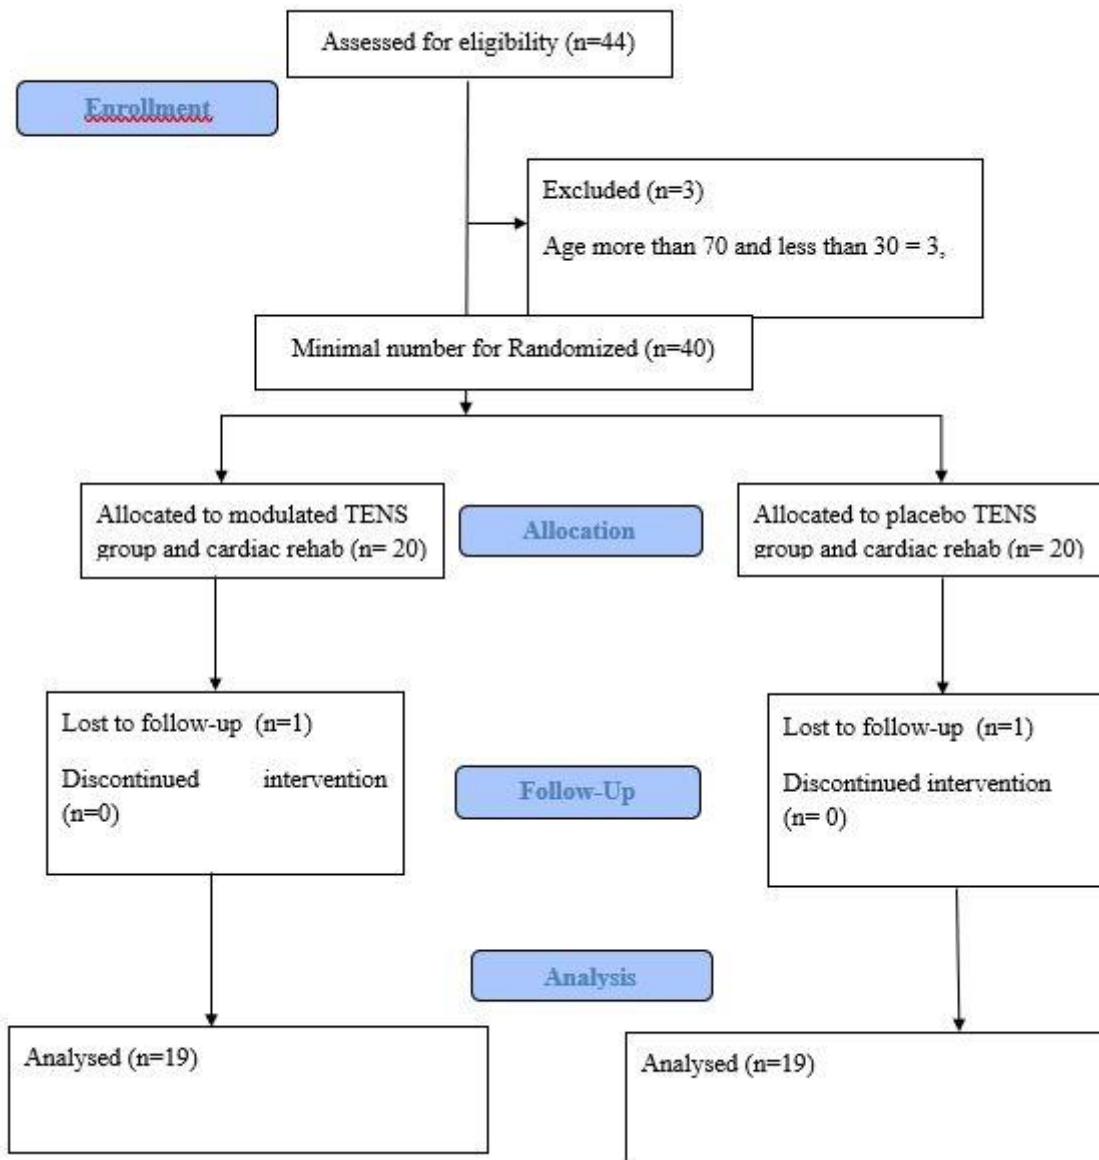 Assessed for eligibility (n=44)
Enrollment
Excluded (n=3)
Age more than 70 and less than 30 = 3,
Minimal number for Randomized (n=40)
Allocated to modulated TENS
group and cardiac rehab (n= 20)
Allocation
Allocated to placebo TENS
group and cardiac rehab (n= 20)
Lost to follow-up (n=1)
Discontinued intervention
(n=0)
Follow-Up
Lost to follow-up (n=1)
Discontinued intervention
(n= 0)
Analysis
Analysed (n=19)
Analysed (n=19)